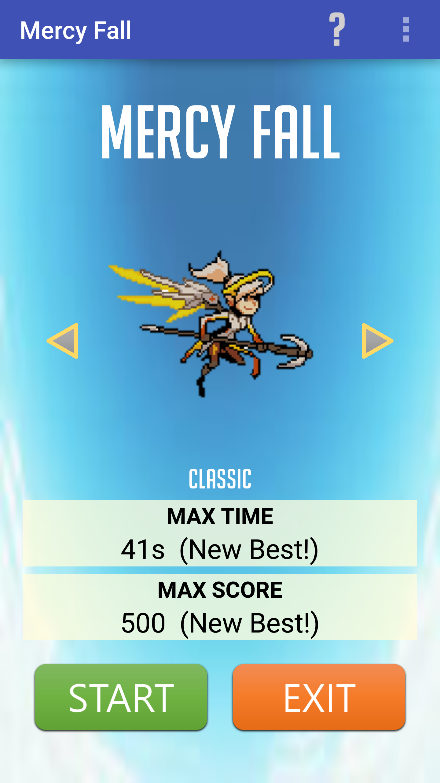 Mercy Fall
?
MERCY FALL
CLASSIC
MAX TIME
41s (New Best!)
MAX SCORE
500 (New Best!)
START
EXIT